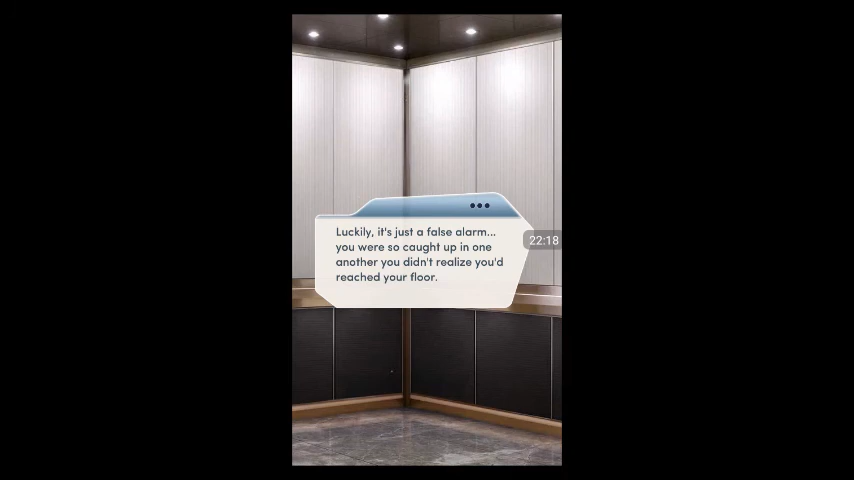 Luckily, it's just a false alarm...
you were so caught up in one
another you didn't realize you'd
reached your floor.
22:18